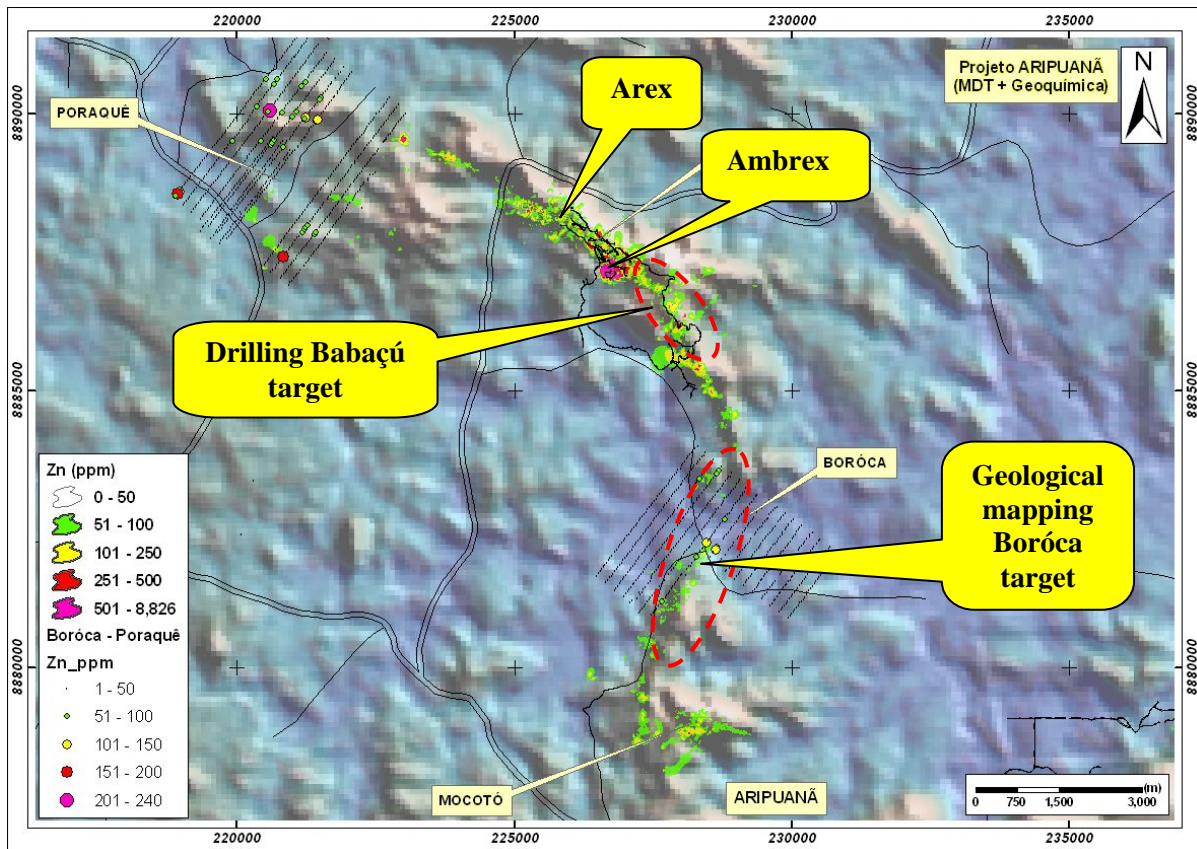 220000
225000
230000
235000
Projeto ARIPUANÃ
(MDT + Geoquímica)
N
8890000
8890000
PORAQUÊ
Arex
Ambrex
Drilling Babaçú
target
8885000
8885000
BORÓCA
Geological
mapping
Boróca
target
Zn (ppm)
0 - 50
51 - 100
101 - 250
251 - 500
501 - 8,826
Boróca - Poraquê
Zn_ppm
1 - 50
51 - 100
101 - 150
151 - 200
201 - 240
8880000
8880000
MOCOTÓ
ARIPUANÃ
(m)
0 750 1,500 3,000
220000
225000
230000
235000